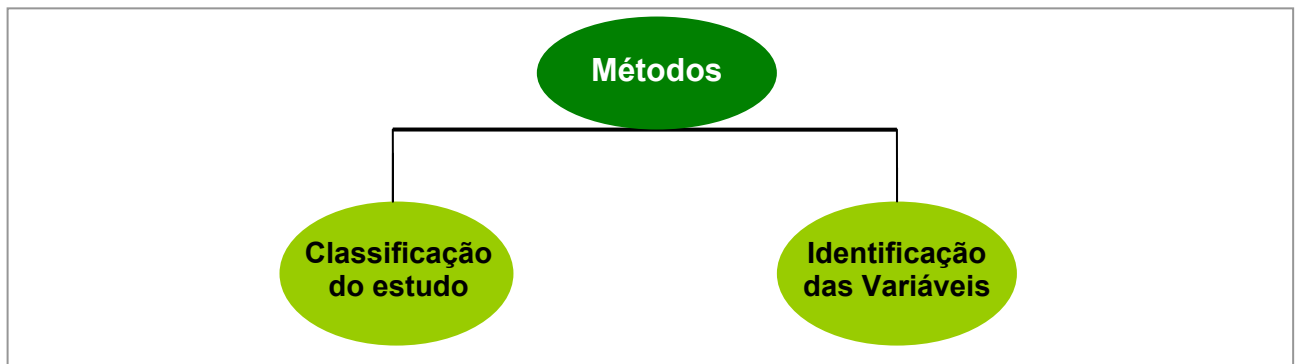 Métodos
Classificação
do estudo
Identificação
das Variáveis